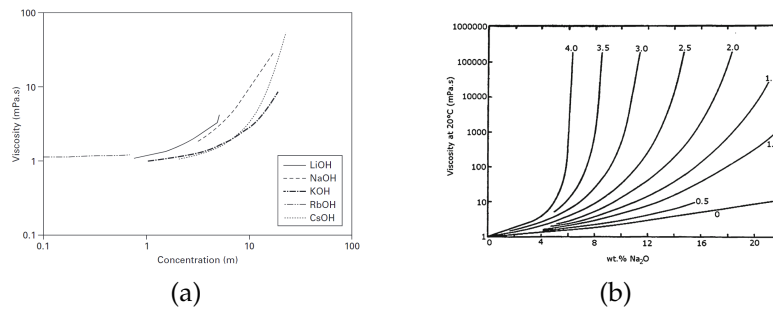 100
10
1
0.1
Viscosity (mPa.s)
0.1
1
10
100
Concentration (m)
LiOH
NaOH
KOH
RbOH
CsOH
(a)
1000000
100000
10000
1000
100
10
1
Viscosity at 20°C (mPa.s)
4.0
3.5
3.0
2.5
2.0
1.
1.
0.5
0
0
4
8
12
16
20
wt.% Na₂O
(b)